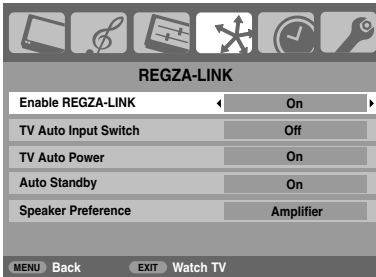 REGZA-LINK
Enable REGZA-LINK On
TV Auto Input Switch Off
TV Auto Power On
Auto Standby On
Speaker Preference Amplifier
MENU Back EXIT Watch TV